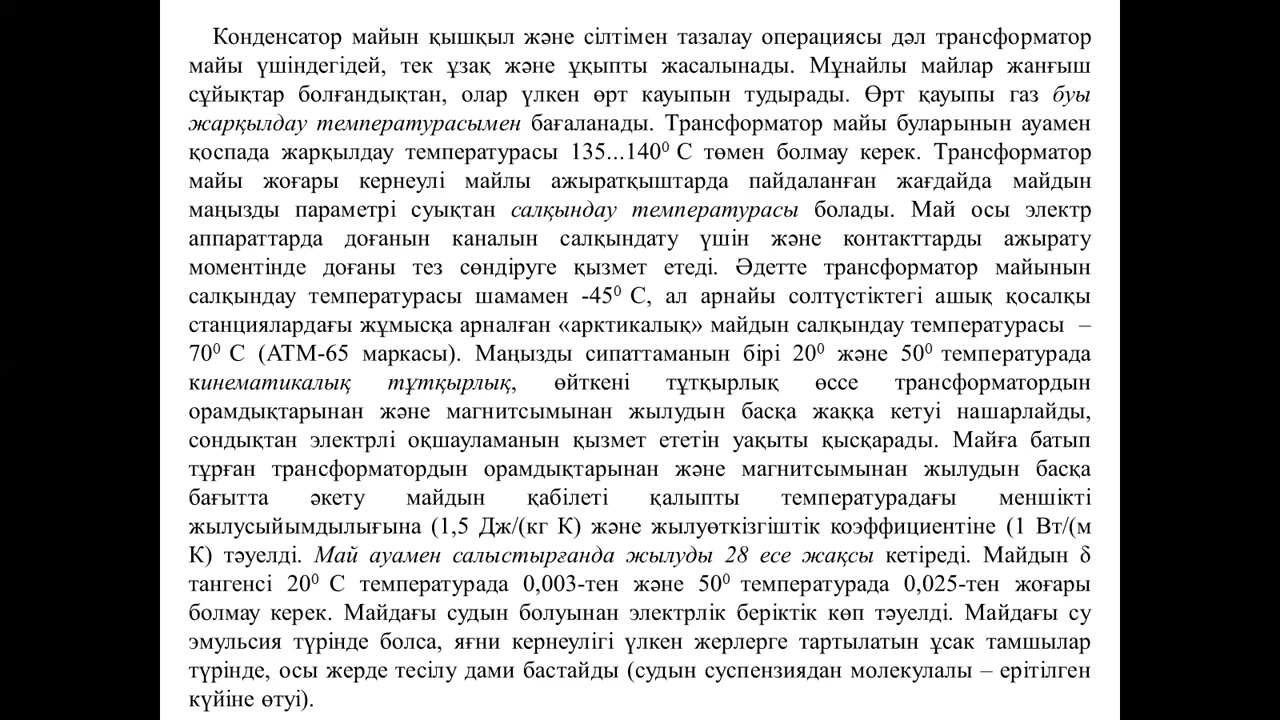 Конденсатор майын қышқыл және сілтімен тазалау операциясы дәл трансформатор
майы үшіндегідей, тек ұзақ және ұқыпты жасалынады. Мұнайлы майлар жанғыш
сұйықтар болғандықтан, олар үлкен өрт кауыпын тудырады. Өрт қауыпы газ буы
жарқылдау температурасымен бағаланады. Трансформатор майы буларынын ауамен
қоспада жарқылдау температурасы 135...140⁰ С төмен болмау керек. Трансформатор
майы жоғары кернеулі майлы ажыратқыштарда пайдаланған жағдайда майдын
маңызды параметрі суықтан салқындау температурасы болады. Май осы электр
аппараттарда доғанын каналын салқындату үшін және контакттарды ажырату
моментінде доғаны тез сөндіруге қызмет етеді. Әдетте трансформатор майынын
салқындау температурасы шамамен -45⁰ С, ал арнайы солтүстіктегі ашық қосалқы
станциялардағы жұмысқа арналған «арктикалық» майдын салқындау температурасы –
70⁰ С (АТМ-65 маркасы). Маңызды сипаттаманын бірі 20⁰ және 50⁰ температурада
кинематикалық тұтқырлық, өйткені тұтқырлық өссе трансформатордын
орамдықтарынан және магнитсымынан жылудын басқа жаққа кетуі нашарлайды,
сондықтан электрлі оқшауламанын қызмет ететін уақыты қысқарады. Майға батып
тұрған трансформатордын орамдықтарынан және магнитсымынан жылудын басқа
бағытта әкету майдын қабілеті қалыпты температурадағы меншікті
жылусыйымдылығына (1,5 Дж/(кг К) және жылуөткізгіштік коэффициентіне (1 Вт/(м
К) тәуелді. Май ауамен салыстырғанда жылуды 28 есе жақсы кетіреді. Майдын δ
тангенсі 20⁰ С температурада 0,003-тен және 50⁰ температурада 0,025-тен жоғары
болмау керек. Майдағы судын болуынан электрлік беріктік көп тәуелді. Майдағы су
эмульсия түрінде болса, яғни кернеулігі үлкен жерлерге тартылатын ұсак тамшылар
түрінде, осы жерде тесілу дами бастайды (судын суспензиядан молекулалы – ерітілген
күйіне өтуі).